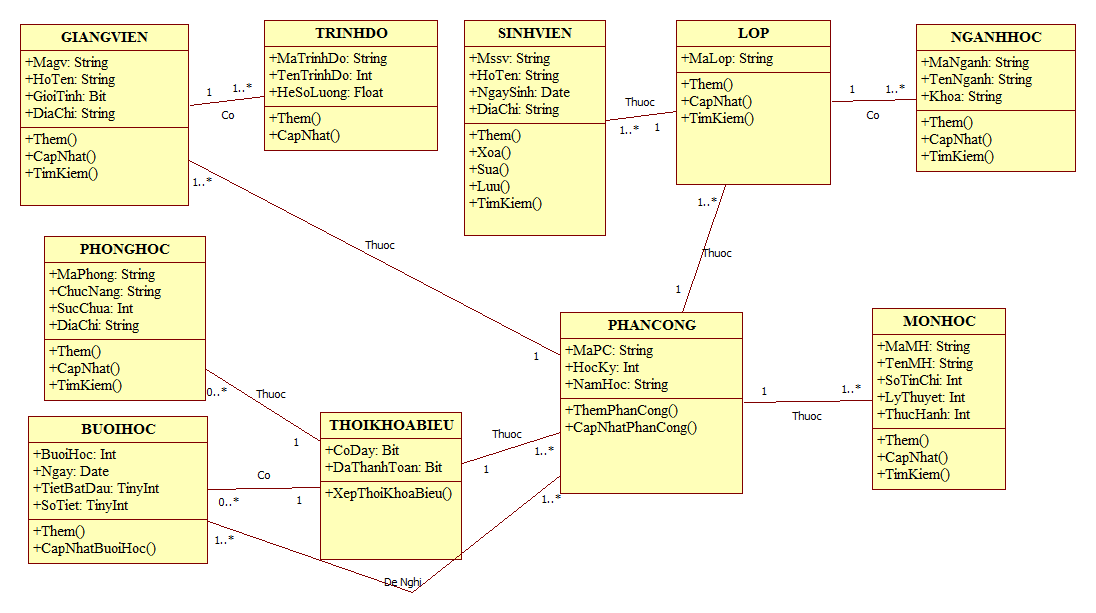 GIANGVIEN
+Magv: String
+HoTen: String
+GioiTinh: Bit
+DiaChi: String
+Them()
+CapNhat()
+TimKiem()
1
1..*
Co
TRINHDO
+MaTrinhDo: String
+TenTrinhDo: Int
+HeSoLuong: Float
+Them()
+CapNhat()
SINHVIEN
+Mssv: String
+HoTen: String
+NgaySinh: Date
+DiaChi: String
+Them()
+Xoa()
+Sua()
+Luu()
+TimKiem()
Thuoc
1..*
1
LOP
+MaLop: String
+Them()
+CapNhat()
+TimKiem()
1
1..*
Co
NGANHHOC
+MaNganh: String
+TenNganh: String
+Khoa: String
+Them()
+CapNhat()
+TimKiem()
1..*
Thuoc
1
1..*
Thuoc
1
PHONGHOC
+MaPhong: String
+ChucNang: String
+SucChua: Int
+DiaChi: String
+Them()
+CapNhat()
+TimKiem()
0..*
Thuoc
1
PHANCONG
+MaPC: String
+HocKy: Int
+NamHoc: String
+ThemPhanCong()
+CapNhatPhanCong()
1
1..*
Thuoc
MONHOC
+MaMH: String
+TenMH: String
+SoTinChi: Int
+LyThuyet: Int
+ThucHanh: Int
+Them()
+CapNhat()
+TimKiem()
BUOIHOC
+BuoiHoc: Int
+Ngay: Date
+TietBatDau: TinyInt
+SoTiet: TinyInt
+Them()
+CapNhatBuoiHoc()
Co
0..*
1
THOIKHOABIEU
+CoDay: Bit
+DaThanhToan: Bit
+XepThoiKhoaBieu()
Thuoc
1
1..*
1..*
De Nghi
1..*